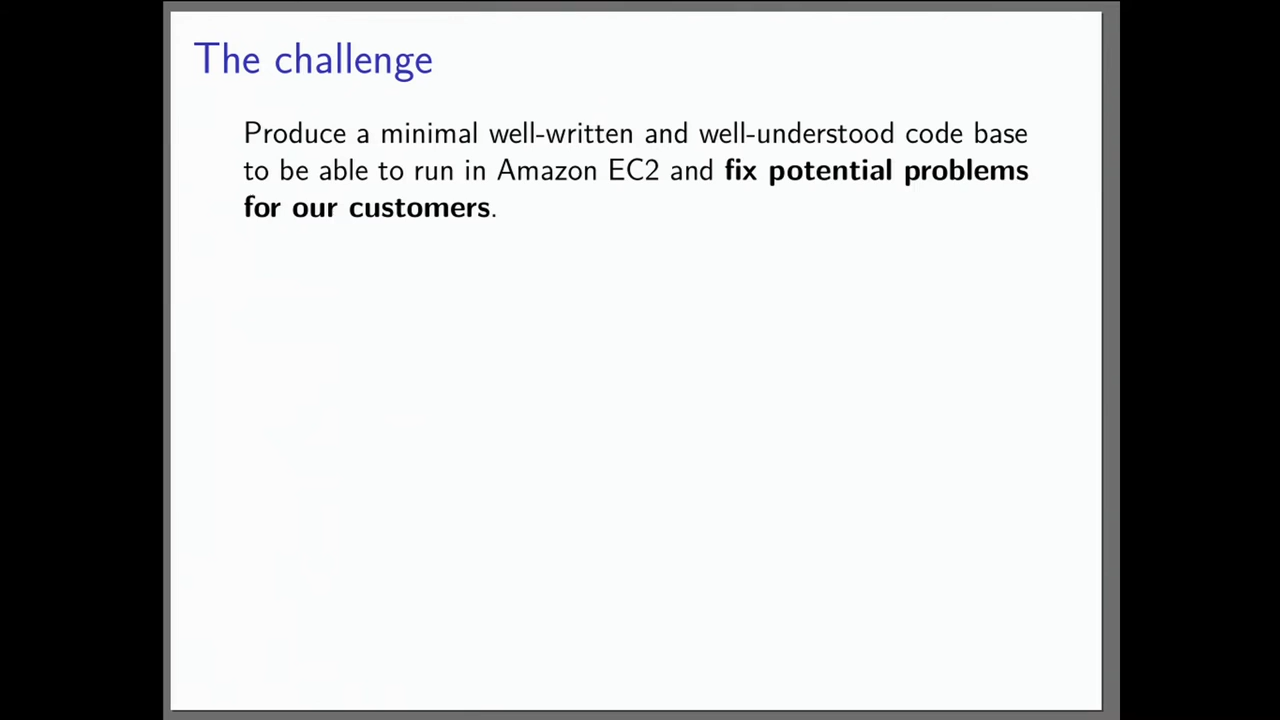 The challenge
Produce a minimal well-written and well-understood code base
to be able to run in Amazon EC2 and fix potential problems
for our customers.